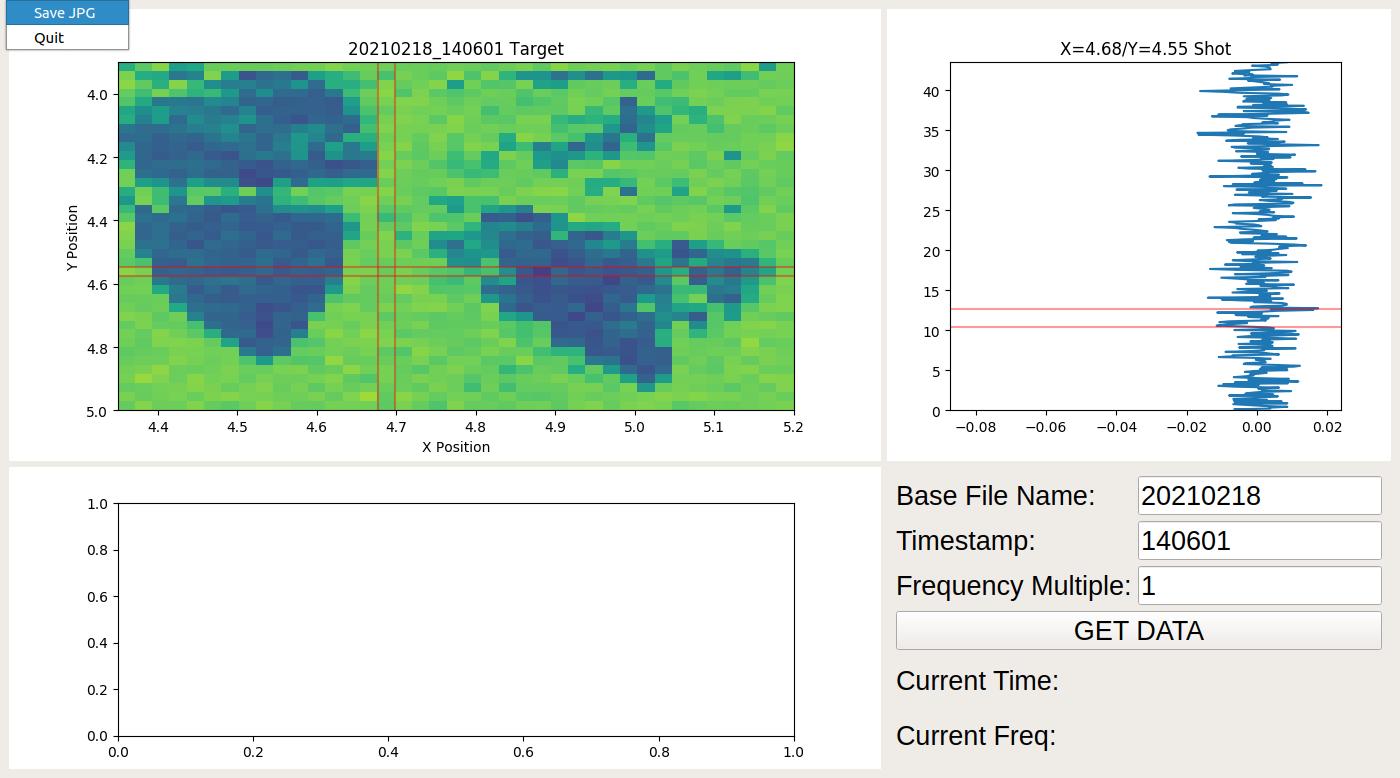 Save JPG
Quit
20210218_140601 Target
Y Position
4.0
4.2
4.4
4.6
4.8
5.0
4.4 4.5 4.6 4.7 4.8 4.9 5.0 5.1 5.2
X Position
X=4.68/Y=4.55 Shot
40
35
30
25
20
15
10
5
0
−0.08 −0.06 −0.04 −0.02 0.00 0.02
1.0
0.8
0.6
0.4
0.2
0.0
0.0 0.2 0.4 0.6 0.8 1.0
Base File Name: 20210218
Timestamp: 140601
Frequency Multiple: 1
GET DATA
Current Time:
Current Freq: